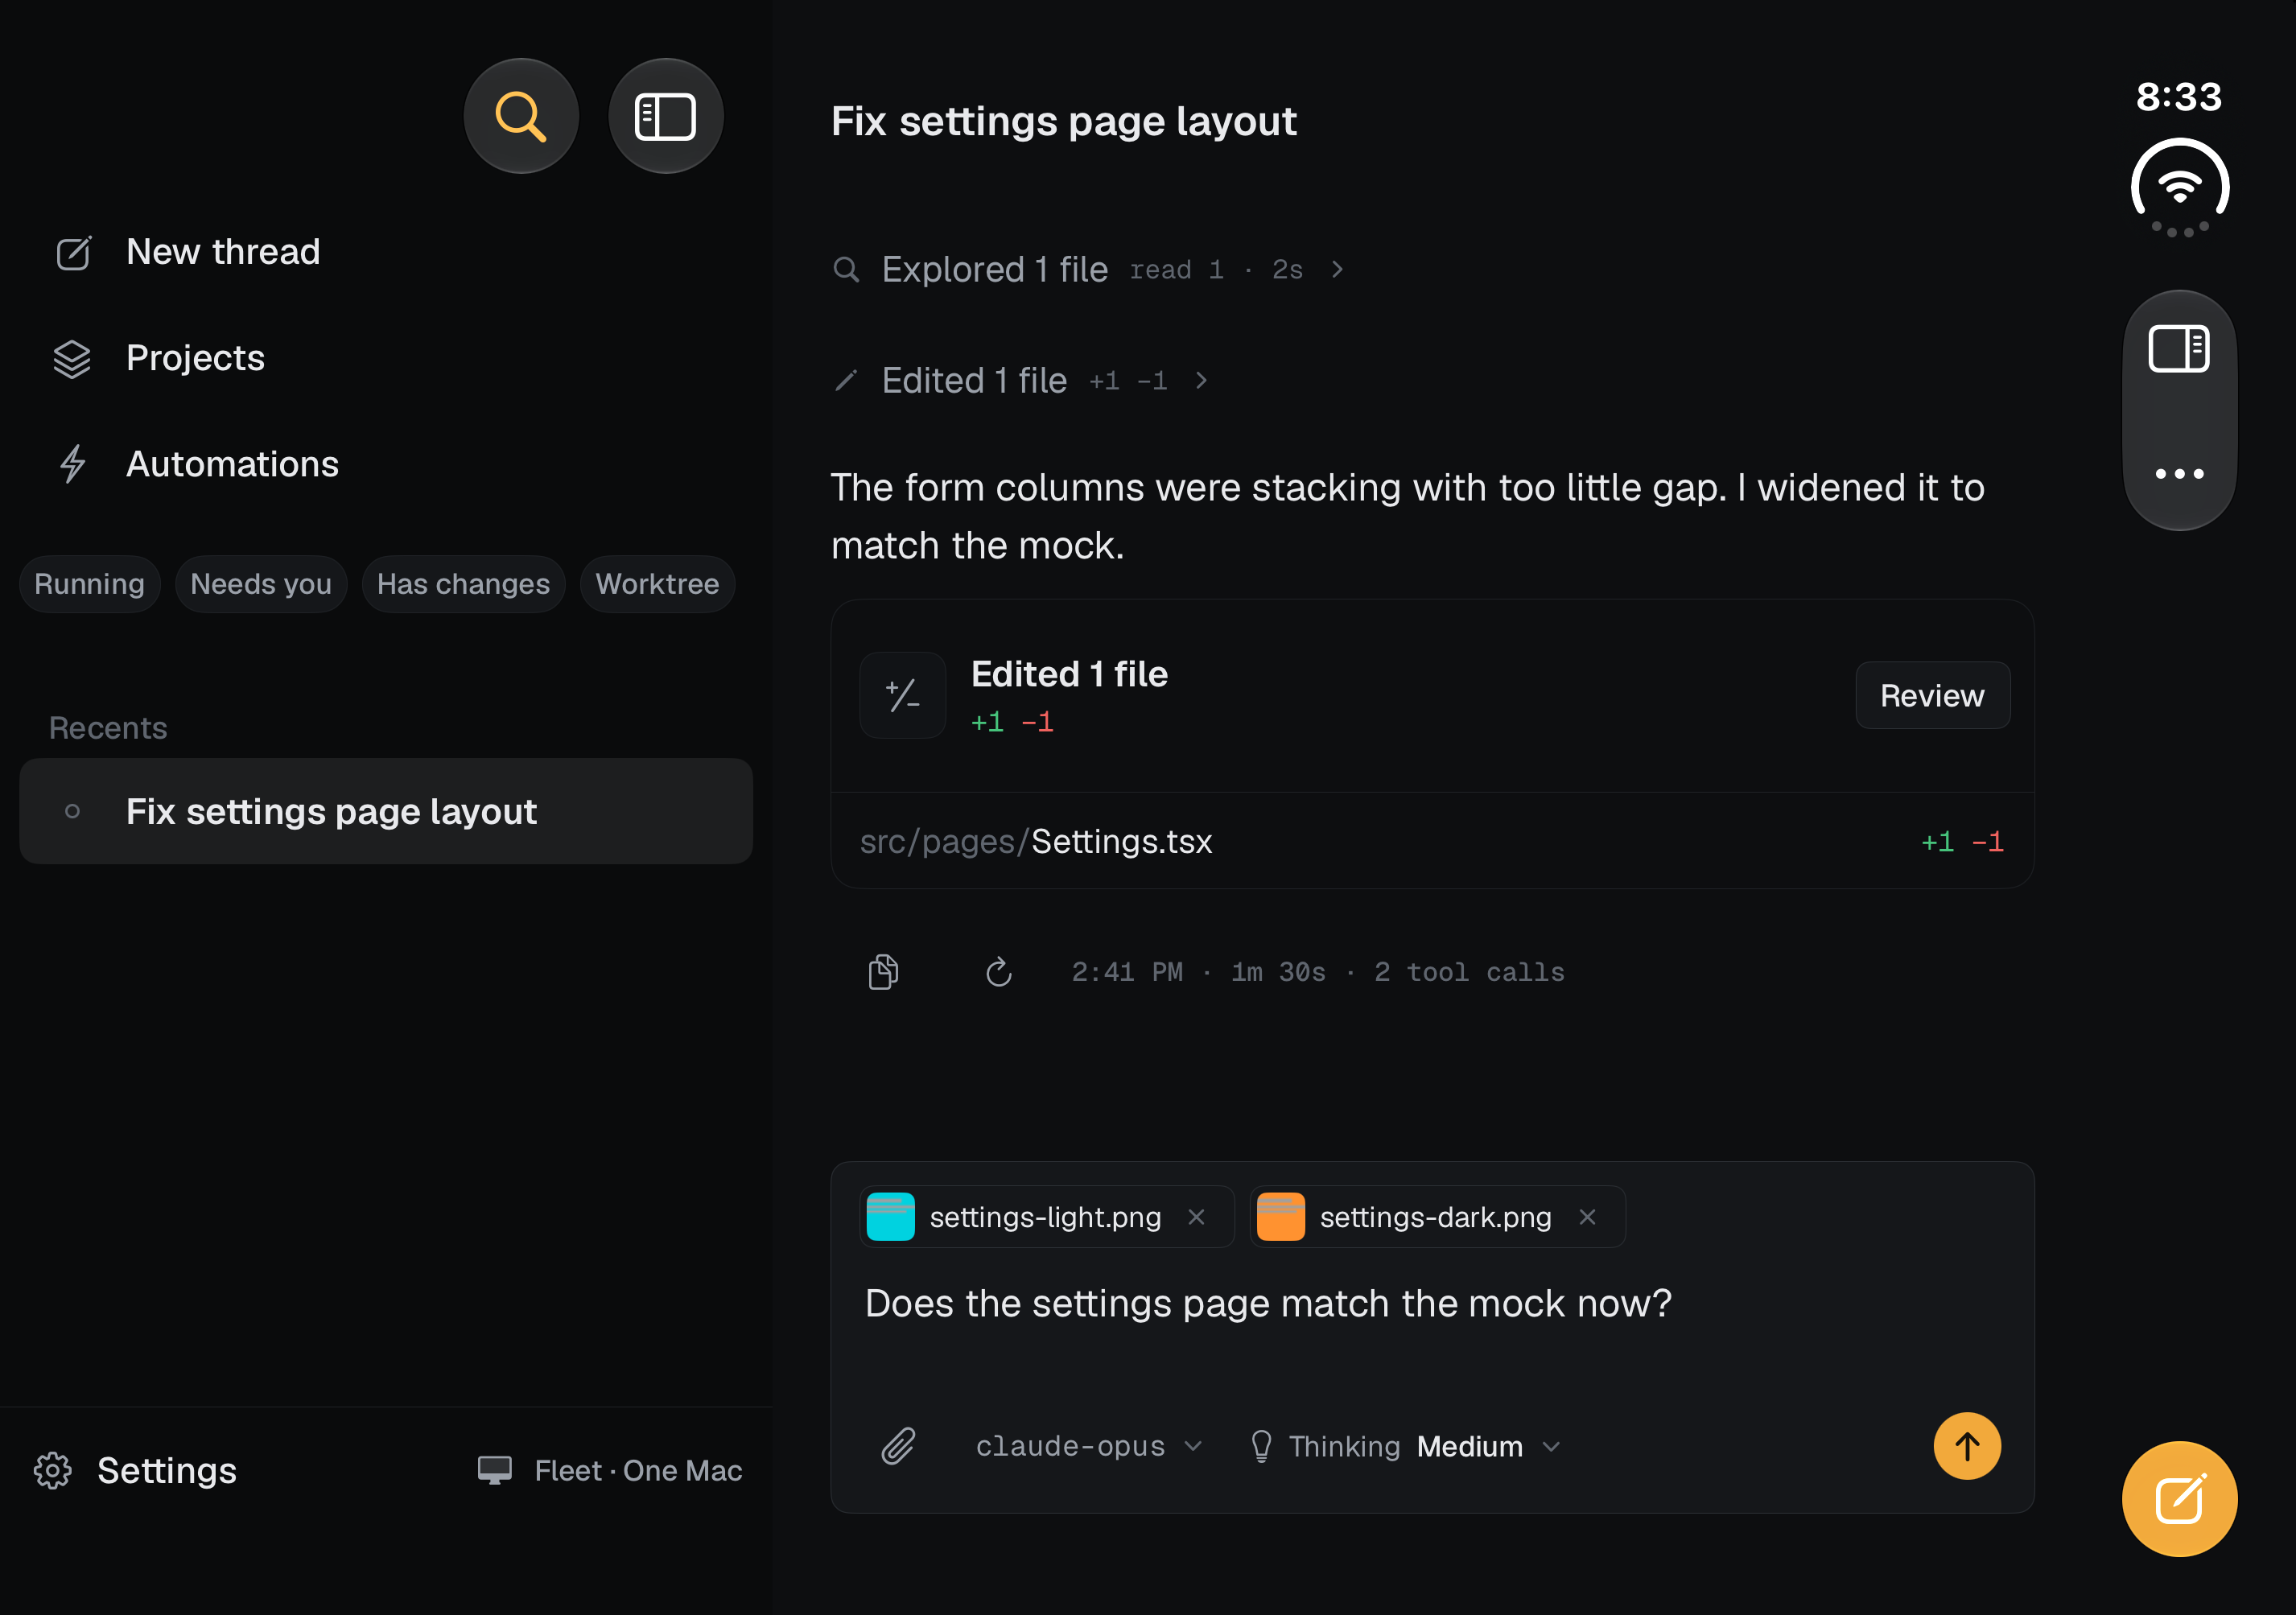 New thread
Projects
Automations
Running
Needs you
Has changes
Worktree
Recents
Fix settings page layout
Settings
Fleet · One Mac
Fix settings page layout
Explored 1 file read 1 · 2s
Edited 1 file +1 −1
The form columns were stacking with too little gap. I widened it to
match the mock.
Edited 1 file
+1 −1
Review
src/pages/Settings.tsx +1 −1
2:41 PM · 1m 30s · 2 tool calls
settings-light.png
settings-dark.png
Does the settings page match the mock now?
claude-opus
Thinking Medium
8:33